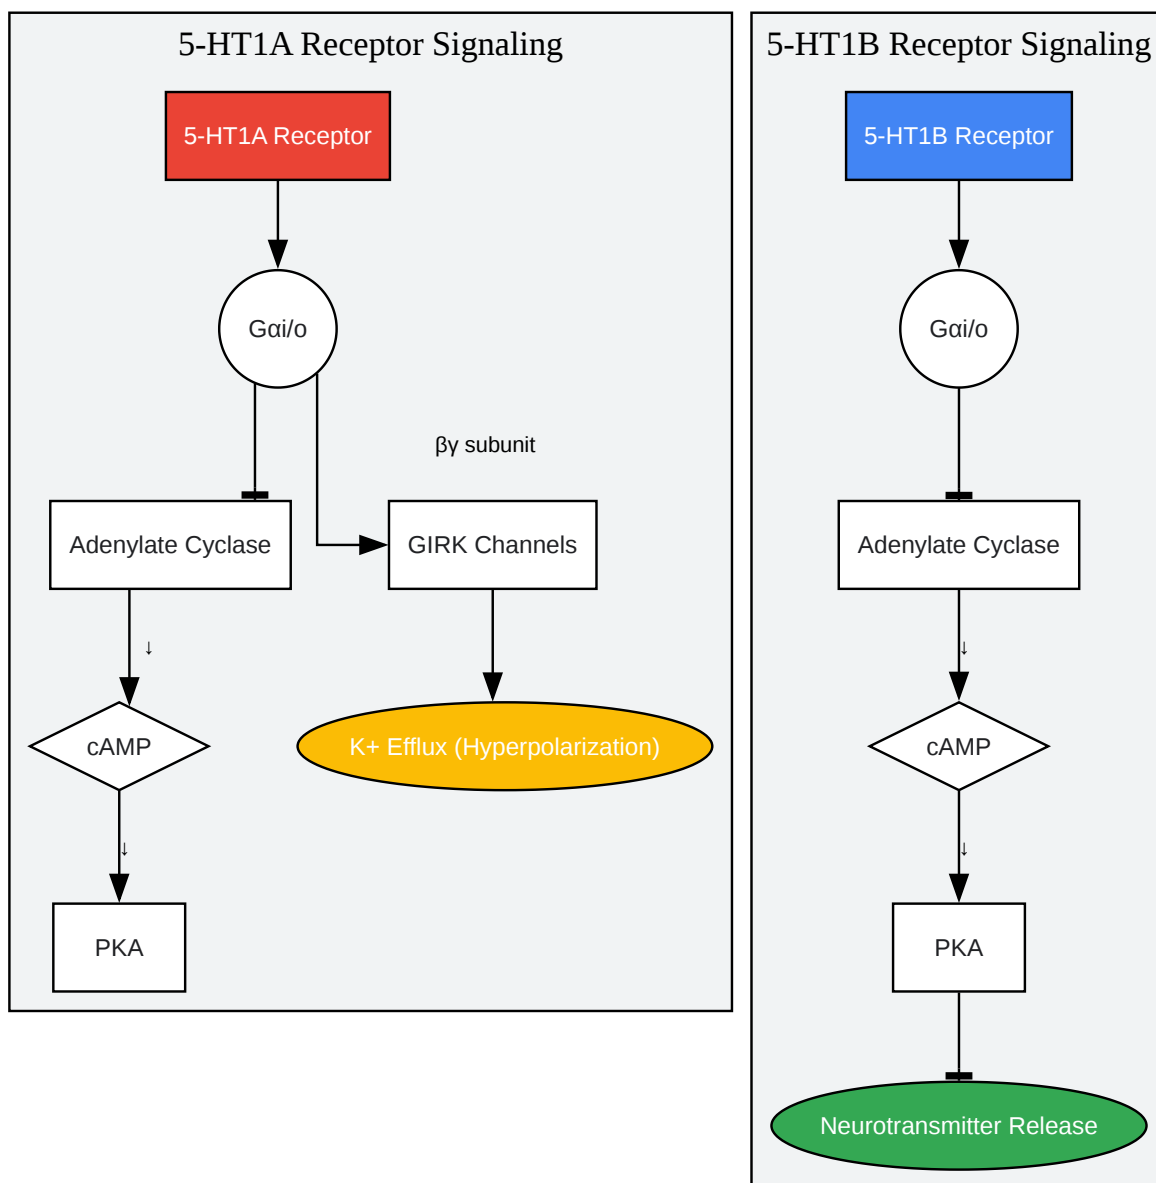 5-HT1A Receptor Signaling
5-HT1A Receptor
Gαi/o
βγ subunit
Adenylate Cyclase
GIRK Channels
↓
cAMP
K+ Efflux (Hyperpolarization)
↓
PKA
5-HT1B Receptor Signaling
5-HT1B Receptor
Gαi/o
Adenylate Cyclase
↓
cAMP
↓
PKA
Neurotransmitter Release